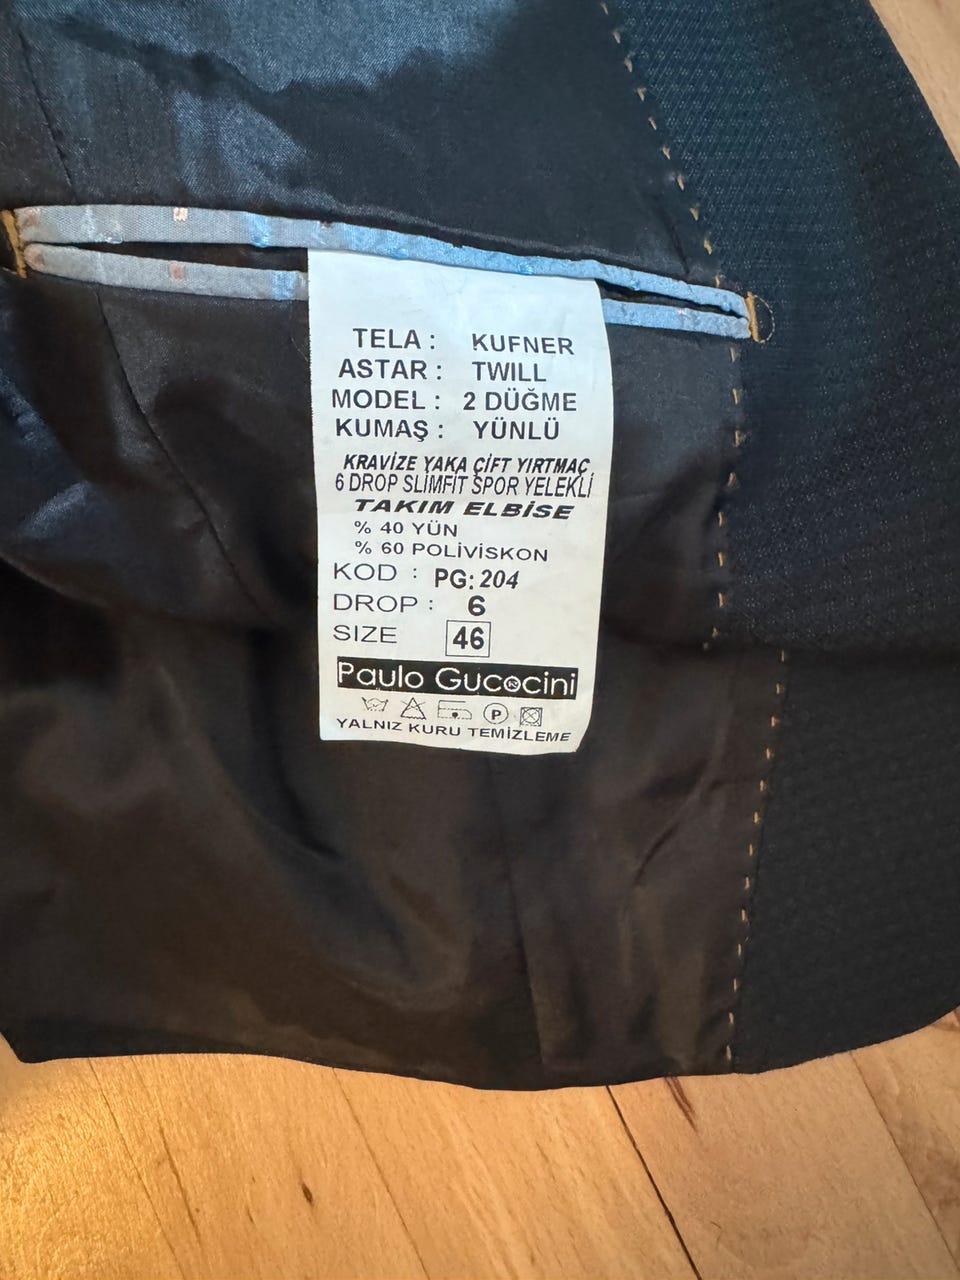 TELA : KUFNER
ASTAR : TWILL
MODEL : 2 DÜĞME
KUMAŞ : YÜNLÜ
KRAVİZE YAKA ÇİFT YIRTMAÇ
6 DROP SLİMFİT SPOR YELEKLİ
TAKIM ELBİSE
% 40 YÜN
% 60 POLİVİSKON
KOD : PG: 204
DROP : 6
SIZE 46
Paulo Gucocini
P
YALNIZ KURU TEMİZLEME